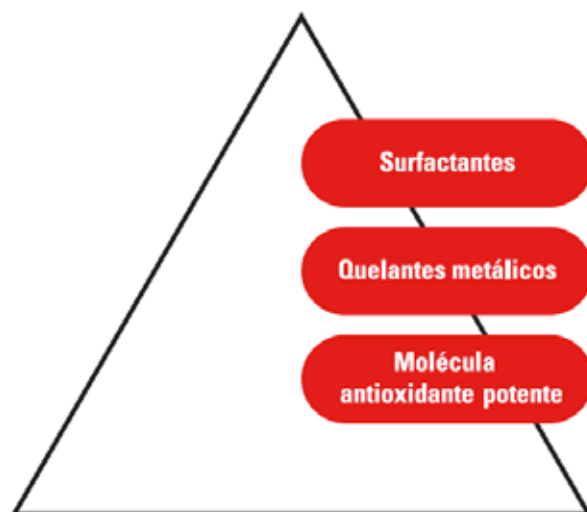 Surfactantes
Quelantes metálicos
Molécula
antioxidante potente